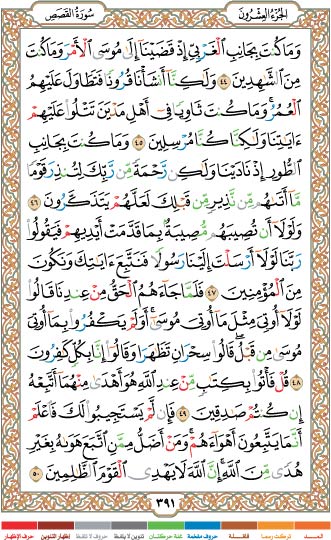 الجُزْءُ العِشْرُون سُورَةُ القَصَص
وَمَا كُنتَ بِجَانِبِ ٱلْغَرْبِىِّ إِذْ قَضَيْنَآ إِلَىٰ مُوسَى ٱلْأَمْرَ وَمَا كُنتَ
مِنَ ٱلشَّٰهِدِينَ ٤٤ وَلَٰكِنَّآ أَنشَأْنَا قُرُونًا فَتَطَاوَلَ عَلَيْهِمُ
ٱلْعُمُرُ ۚ وَمَا كُنتَ ثَاوِيًا فِىٓ أَهْلِ مَدْيَنَ تَتْلُوا۟ عَلَيْهِمْ
ءَايَٰتِنَا وَلَٰكِنَّا كُنَّا مُرْسِلِينَ ٤٥ وَمَا كُنتَ بِجَانِبِ
ٱلطُّورِ إِذْ نَادَيْنَا وَلَٰكِن رَّحْمَةً مِّن رَّبِّكَ لِتُنذِرَ قَوْمًا
مَّآ أَتَىٰهُم مِّن نَّذِيرٍ مِّن قَبْلِكَ لَعَلَّهُمْ يَتَذَكَّرُونَ ٤٦
وَلَوْلَآ أَن تُصِيبَهُم مُّصِيبَةٌۢ بِمَا قَدَّمَتْ أَيْدِيهِمْ فَيَقُولُوا۟
رَبَّنَا لَوْلَآ أَرْسَلْتَ إِلَيْنَا رَسُولًا فَنَتَّبِعَ ءَايَٰتِكَ وَنَكُونَ
مِنَ ٱلْمُؤْمِنِينَ ٤٧ فَلَمَّا جَآءَهُمُ ٱلْحَقُّ مِنْ عِندِنَا قَالُوا۟
لَوْلَآ أُوتِىَ مِثْلَ مَآ أُوتِىَ مُوسَىٰٓ ۚ أَوَلَمْ يَكْفُرُوا۟ بِمَآ أُوتِىَ
مُوسَىٰ مِن قَبْلُ ۖ قَالُوا۟ سِحْرَانِ تَظَٰهَرَا وَقَالُوٓا۟ إِنَّا بِكُلٍّ كَٰفِرُونَ
٤٨ قُلْ فَأْتُوا۟ بِكِتَٰبٍ مِّنْ عِندِ ٱللَّهِ هُوَ أَهْدَىٰ مِنْهُمَآ أَتَّبِعْهُ
إِن كُنتُمْ صَٰدِقِينَ ٤٩ فَإِن لَّمْ يَسْتَجِيبُوا۟ لَكَ فَٱعْلَمْ
أَنَّمَا يَتَّبِعُونَ أَهْوَآءَهُمْ ۚ وَمَنْ أَضَلُّ مِمَّنِ ٱتَّبَعَ هَوَىٰهُ بِغَيْرِ
هُدًى مِّنَ ٱللَّهِ ۚ إِنَّ ٱللَّهَ لَا يَهْدِى ٱلْقَوْمَ ٱلظَّٰلِمِينَ ٥٠
٣٩١
المــد تركت رسما قلقلة حروف مفخمة غنة حركتان تنوين لا يلفظ حروف لا تلفظ إظهار التنوين حرف الإظهار